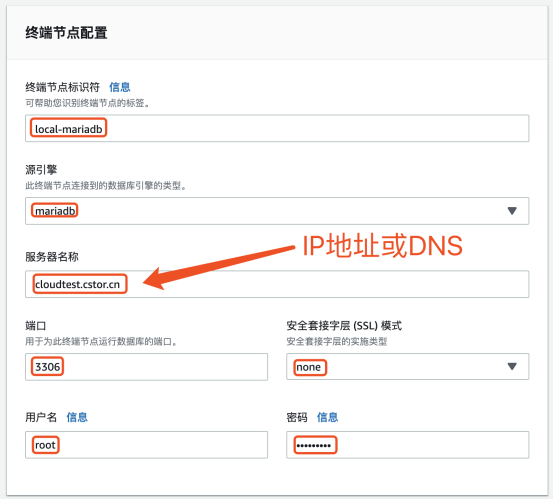 终端节点配置
终端节点标识符 信息
可帮助您识别终端节点的标签。
local-mariadb
源引擎
此终端节点连接到的数据库引擎的类型。
mariadb
IP地址或DNS
服务器名称
cloudtest.cstor.cn
端口
用于为此终端节点运行数据库的端口。
3306
安全套接字层 (SSL) 模式
安全套接字层的实施类型
none
用户名 信息
root
密码 信息
•••••••••